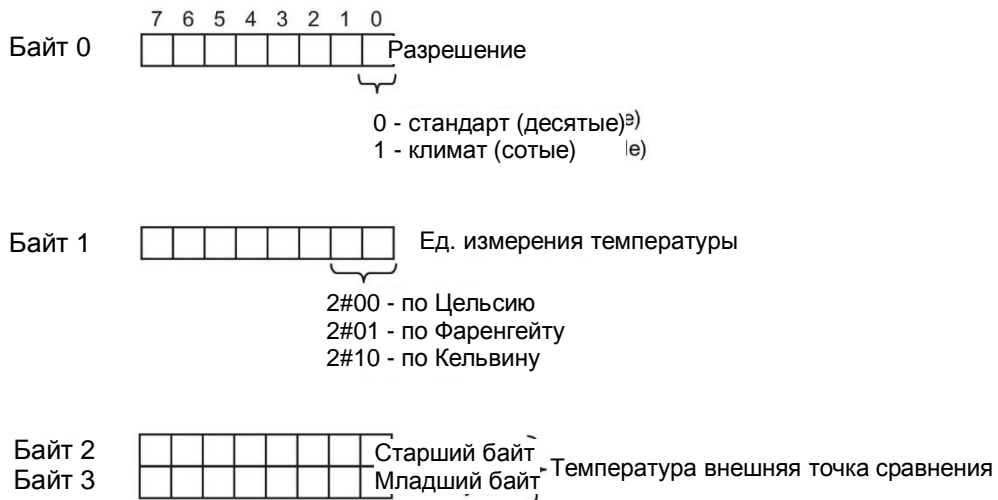 7 6 5 4 3 2 1 0
Байт 0 Разрешение
0 - стандарт (десятые)e)
1 - климат (сотые) le)
Байт 1 Ед. измерения температуры
2#00 - по Цельсию
2#01 - по Фаренгейту
2#10 - по Кельвину
Байт 2 Старший байт
Байт 3 Младший байт Температура внешняя точка сравнения